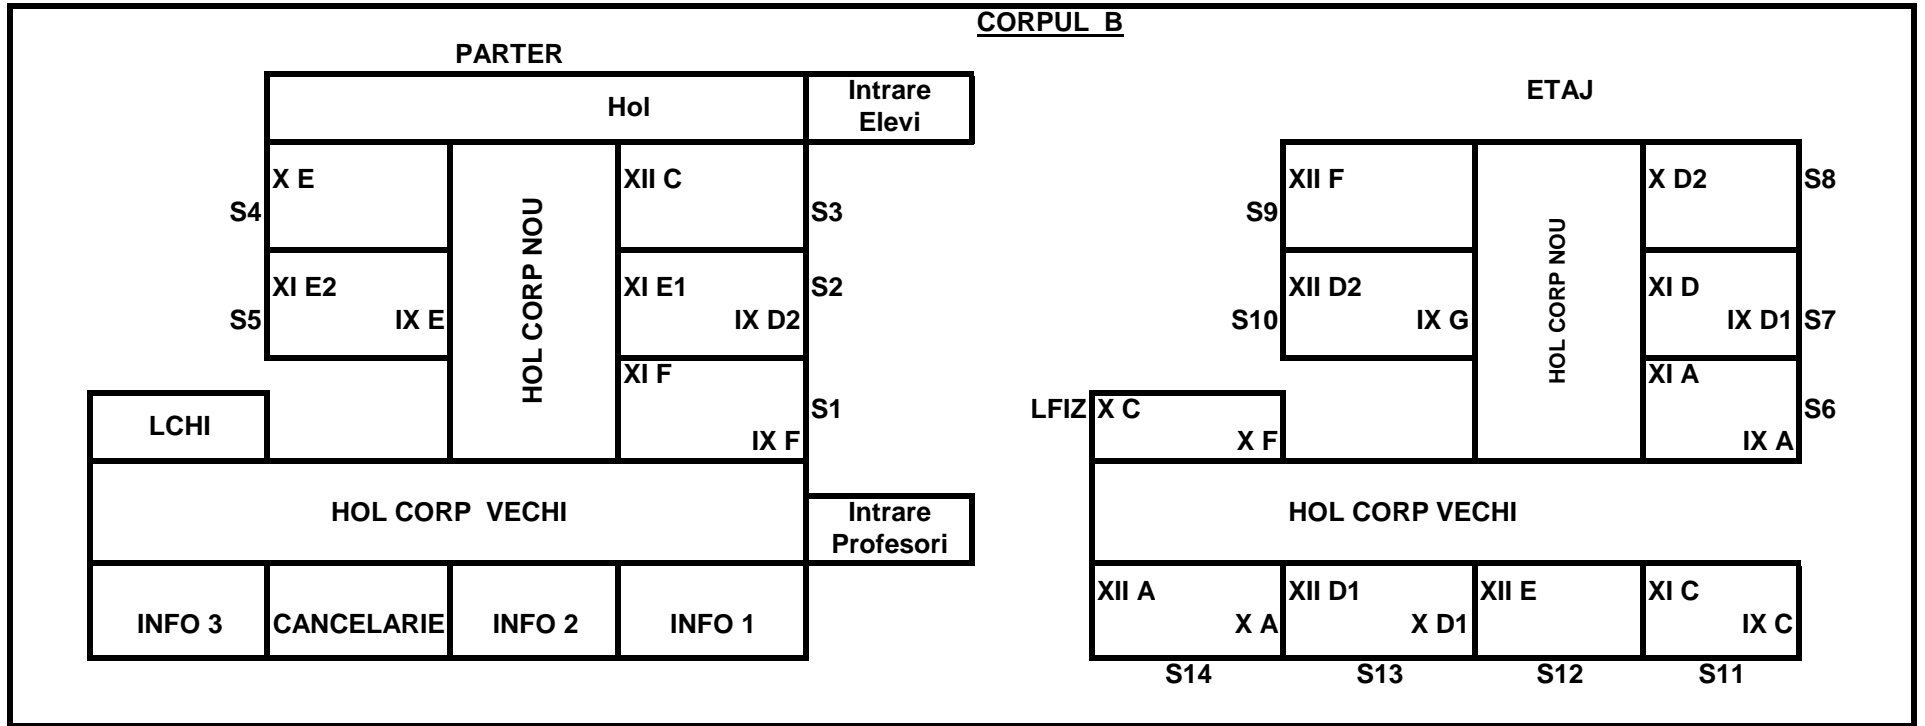 CORPUL B
PARTER
Hol
Intrare
Elevi
X E
XII C
S4
S3
HOL CORP NOU
XI E2
IX E
S5
XI E1
IX D2
S2
XI F
IX F
S1
LCHI
HOL CORP VECHI
Intrare
Profesori
INFO 3
CANCELARIE
INFO 2
INFO 1
ETAJ
XII F
S9
X D2
S8
HOL CORP NOU
XII D2
IX G
S10
XI D
IX D1
S7
XI A
IX A
S6
LFIZ
X C
X F
HOL CORP VECHI
XII A
X A
XII D1
X D1
XII E
XI C
IX C
S14
S13
S12
S11